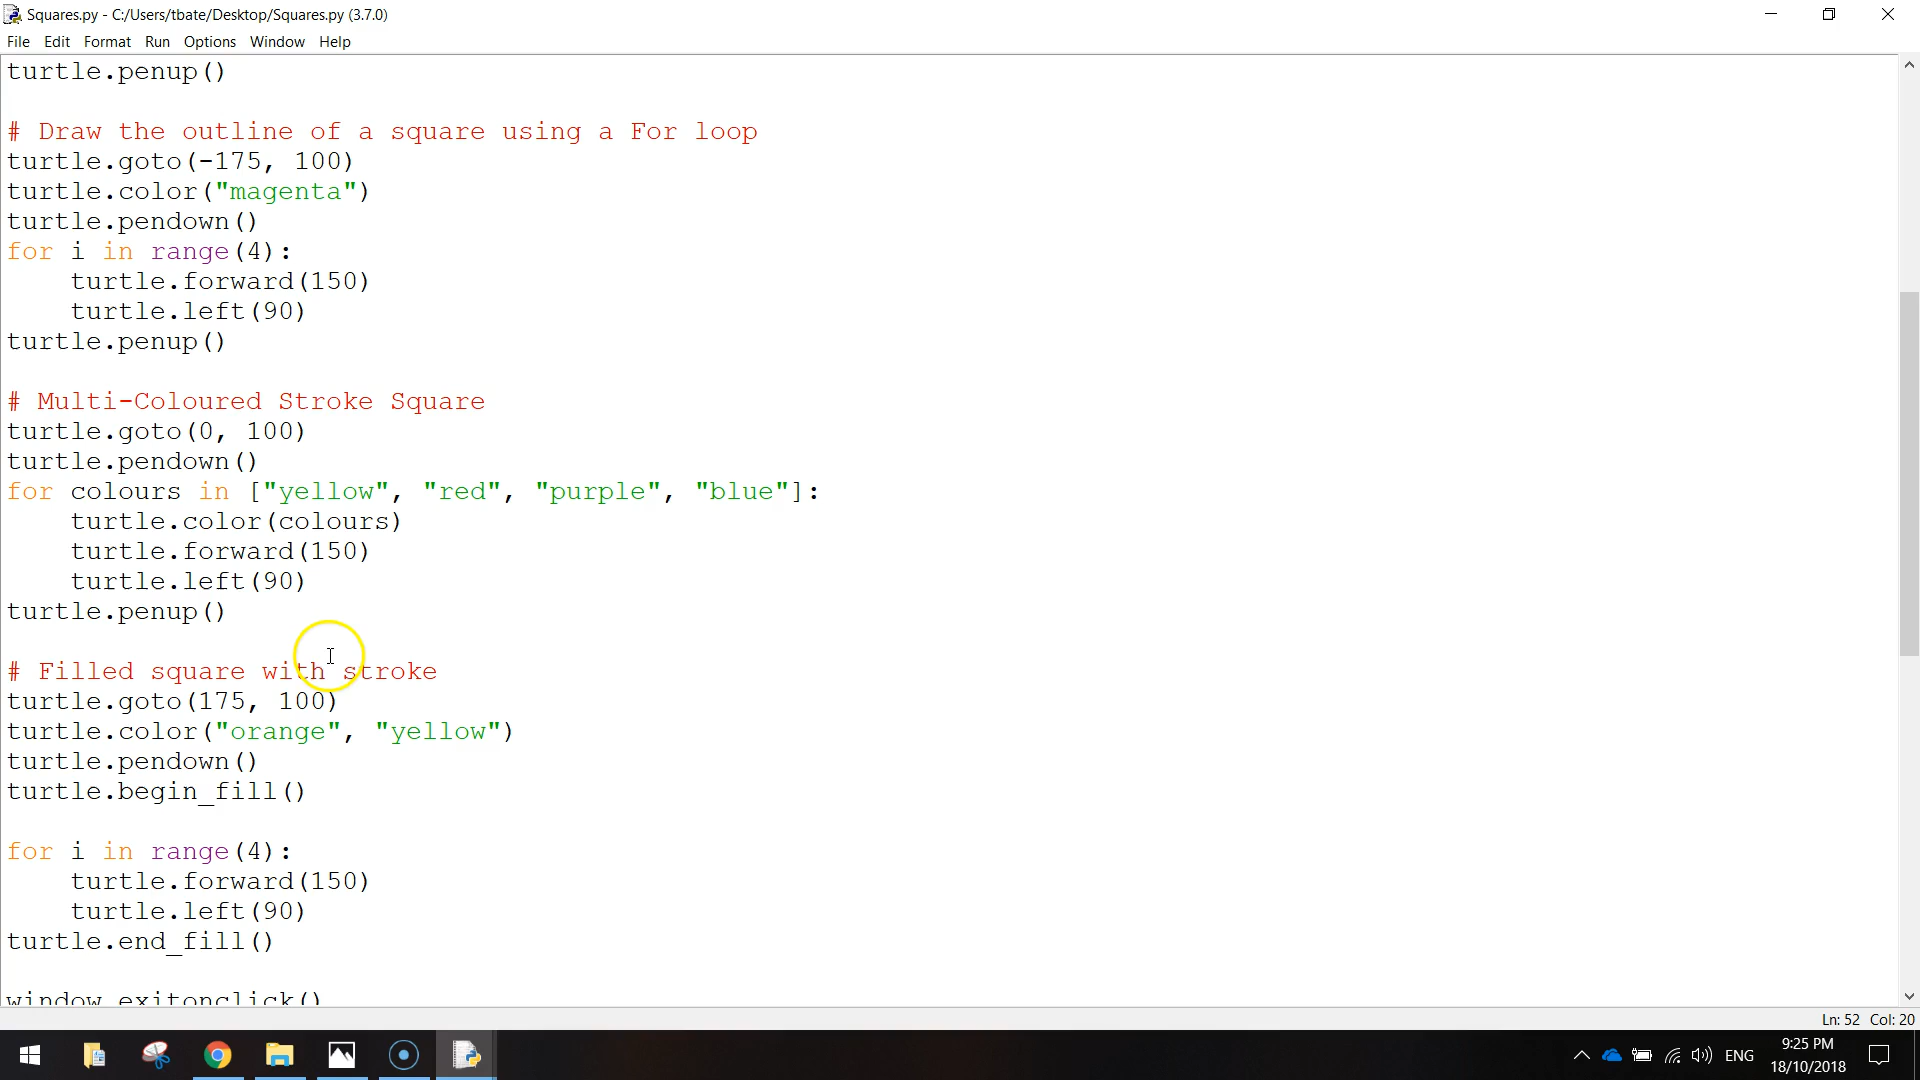 Squares.py - C:/Users/tbate/Desktop/Squares.py (3.7.0)
File Edit Format Run Options Window Help
turtle.penup()
# Draw the outline of a square using a For loop
turtle.goto(-175, 100)
turtle.color("magenta")
turtle.pendown()
for i in range(4):
    turtle.forward(150)
    turtle.left(90)
turtle.penup()
# Multi-Coloured Stroke Square
turtle.goto(0, 100)
turtle.pendown()
for colours in ["yellow", "red", "purple", "blue"]:
    turtle.color(colours)
    turtle.forward(150)
    turtle.left(90)
turtle.penup()
# Filled square with stroke
turtle.goto(175, 100)
turtle.color("orange", "yellow")
turtle.pendown()
turtle.begin_fill()
for i in range(4):
    turtle.forward(150)
    turtle.left(90)
turtle.end_fill()
window.exitonclick()
Ln: 52 Col: 20
ENG
9:25 PM
18/10/2018